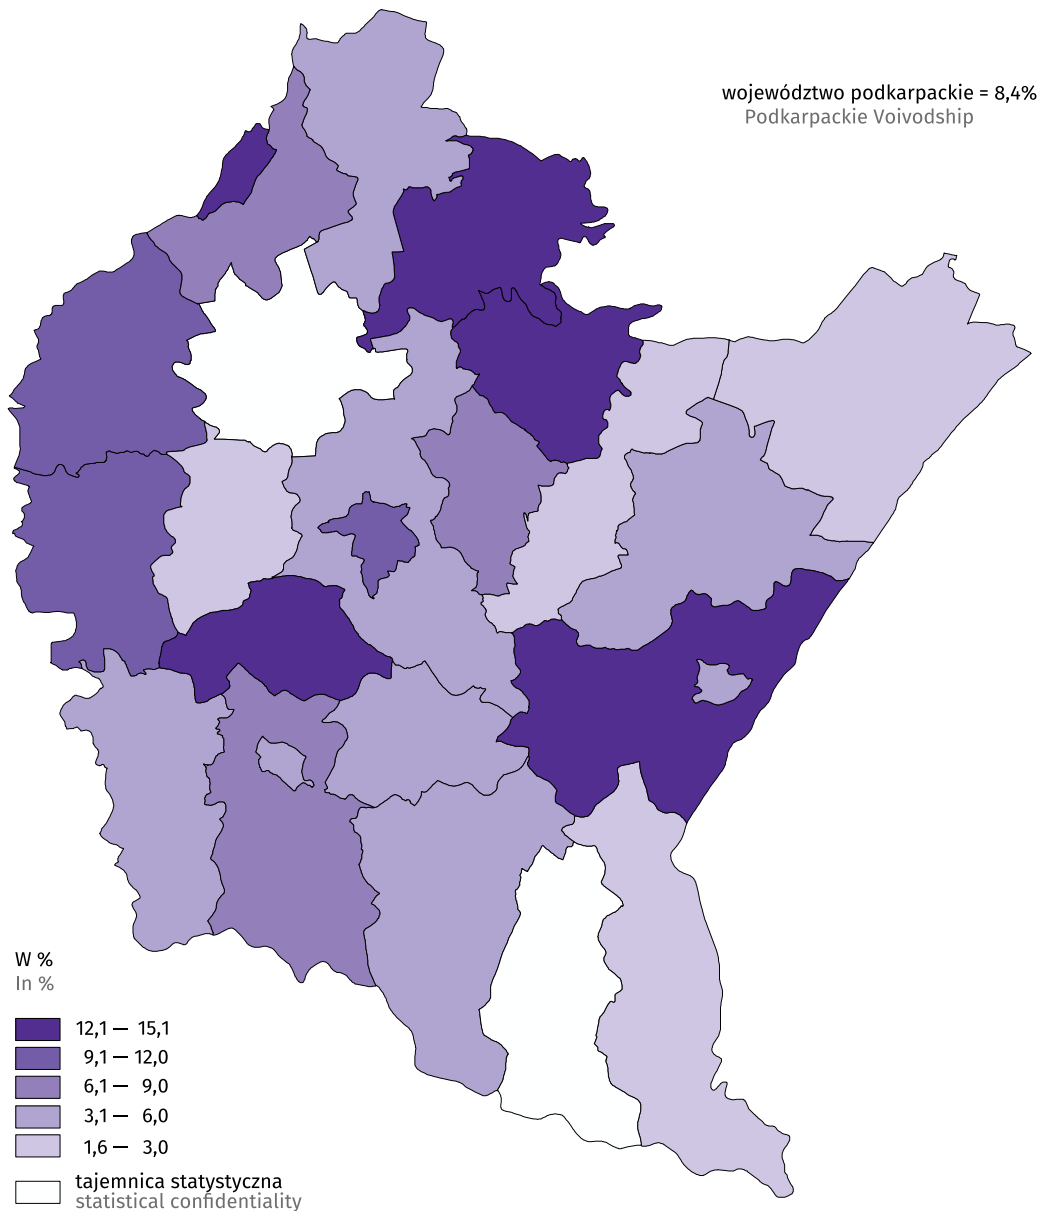 województwo podkarpackie = 8,4%
Podkarpackie Voivodship
W %
In %
12,1 — 15,1
9,1 — 12,0
6,1 — 9,0
3,1 — 6,0
1,6 — 3,0
tajemnica statystyczna
statistical confidentiality